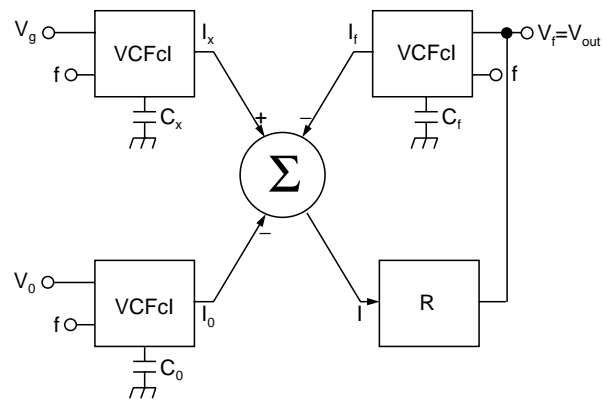 V_g
VCFcI
I_x
f
C_x
+
I_f
VCFcI
V_f=V_out
f
C_f
−
Σ
−
V_0
VCFcI
f
I_0
C_0
I
R